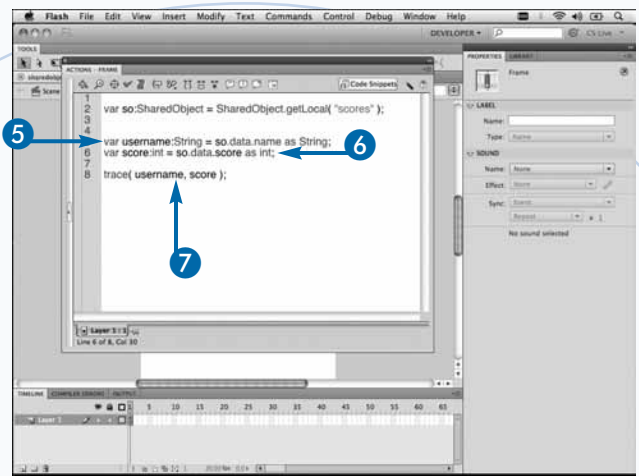 Flash File Edit View Insert Modify Text Commands Control Debug Window Help
DEVELOPER
CS Live
TOOLS
ACTIONS - FRAME
Code Snippets
Scene
1
2 var so:SharedObject = SharedObject.getLocal( "scores" );
3
4
5 var username:String = so.data.name as String;
6 var score:int = so.data.score as int;
7
8 trace( username, score );
5
6
7
Layer 1 : 1
Line 6 of 8, Col 30
PROPERTIES LIBRARY
Frame
LABEL
Name:
Type: Name
SOUND
Name: None
Effect: None
Sync: Event
Repeat x 1
No sound selected
TIMELINE COMPILER ERRORS OUTPUT
1 5 10 15 20 25 30 35 40 45 50 55 60 65
Layer 1